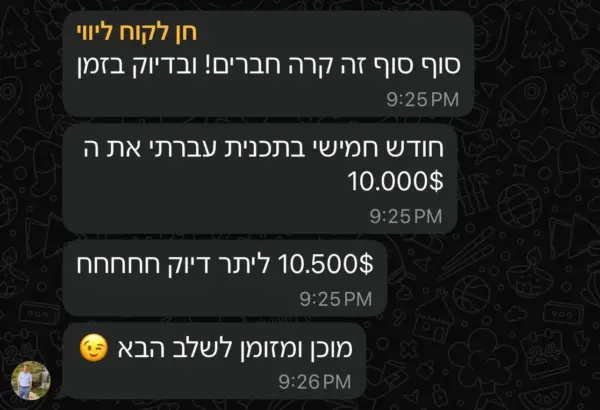 חן לקוח ליווי
סוף סוף זה קרה חברים! ובדיוק בזמן
9:25 PM
חודש חמישי בתכנית עברתי את ה
10.000$
9:25 PM
10.500$ ליתר דיוק חחחחח
9:25 PM
מוכן ומזומן לשלב הבא 😉
9:26 PM